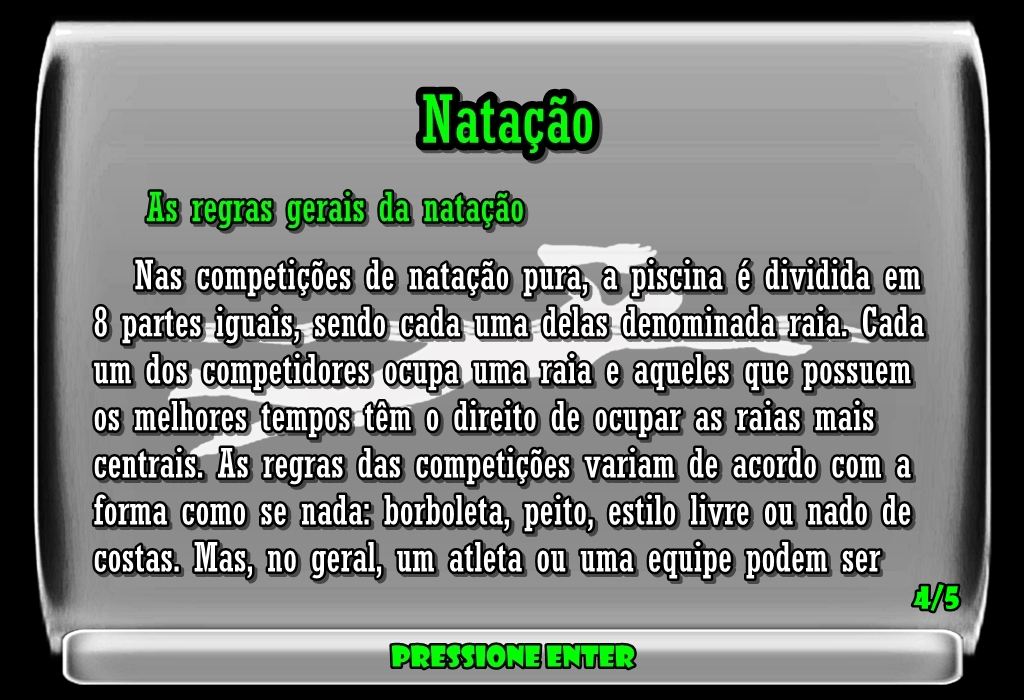 Natação
As regras gerais da natação
Nas competições de natação pura, a piscina é dividida em
8 partes iguais, sendo cada uma delas denominada raia. Cada
um dos competidores ocupa uma raia e aqueles que possuem
os melhores tempos têm o direito de ocupar as raias mais
centrais. As regras das competições variam de acordo com a
forma como se nada: borboleta, peito, estilo livre ou nado de
costas. Mas, no geral, um atleta ou uma equipe podem ser
4/5
PRESSIONE ENTER